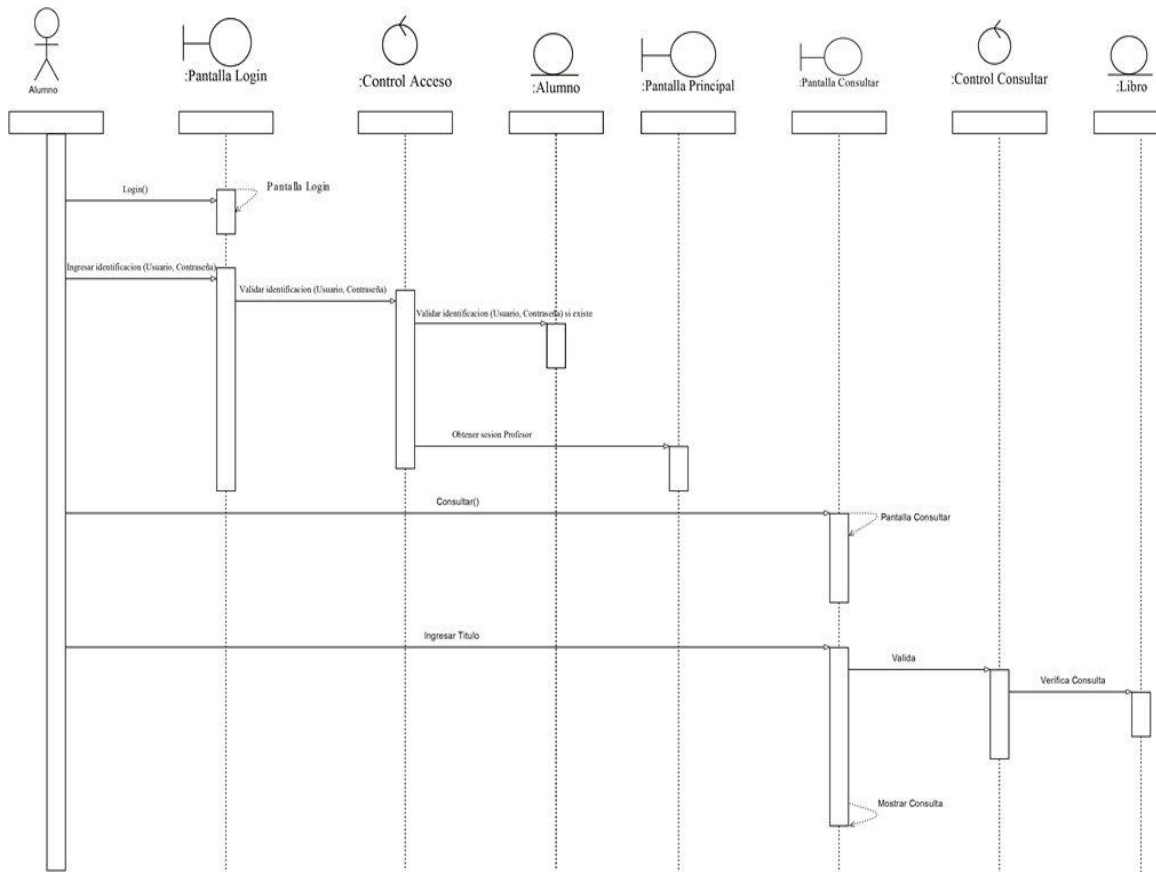 Alumno
:Pantalla Login
:Control Acceso
:Alumno
:Pantalla Principal
:Pantalla Consultar
:Control Consultar
:Libro
Login()
Pantalla Login
Ingresar identificacion (Usuario, Contraseña)
Validar identificacion (Usuario, Contraseña)
Validar identificacion (Usuario, Contraseña) si existe
Obtener sesion Profesor
Consultar()
Pantalla Consultar
Ingresar Titulo
Valida
Verifica Consulta
Mostrar Consulta